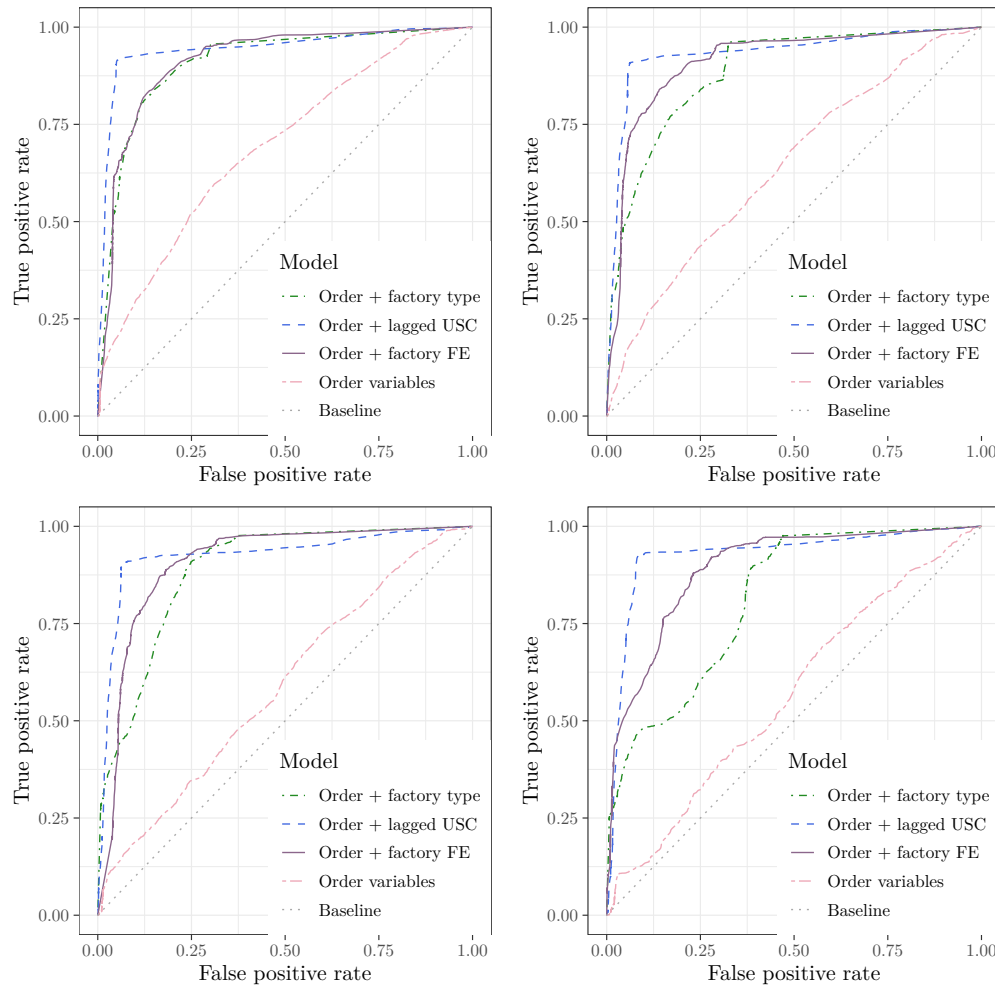 True positive rate
1.00
0.75
0.50
0.25
0.00
Model
Order + factory type
Order + lagged USC
Order + factory FE
Order variables
Baseline
0.00 0.25 0.50 0.75 1.00
False positive rate
True positive rate
1.00
0.75
0.50
0.25
0.00
Model
Order + factory type
Order + lagged USC
Order + factory FE
Order variables
Baseline
0.00 0.25 0.50 0.75 1.00
False positive rate
True positive rate
1.00
0.75
0.50
0.25
0.00
Model
Order + factory type
Order + lagged USC
Order + factory FE
Order variables
Baseline
0.00 0.25 0.50 0.75 1.00
False positive rate
True positive rate
1.00
0.75
0.50
0.25
0.00
Model
Order + factory type
Order + lagged USC
Order + factory FE
Order variables
Baseline
0.00 0.25 0.50 0.75 1.00
False positive rate